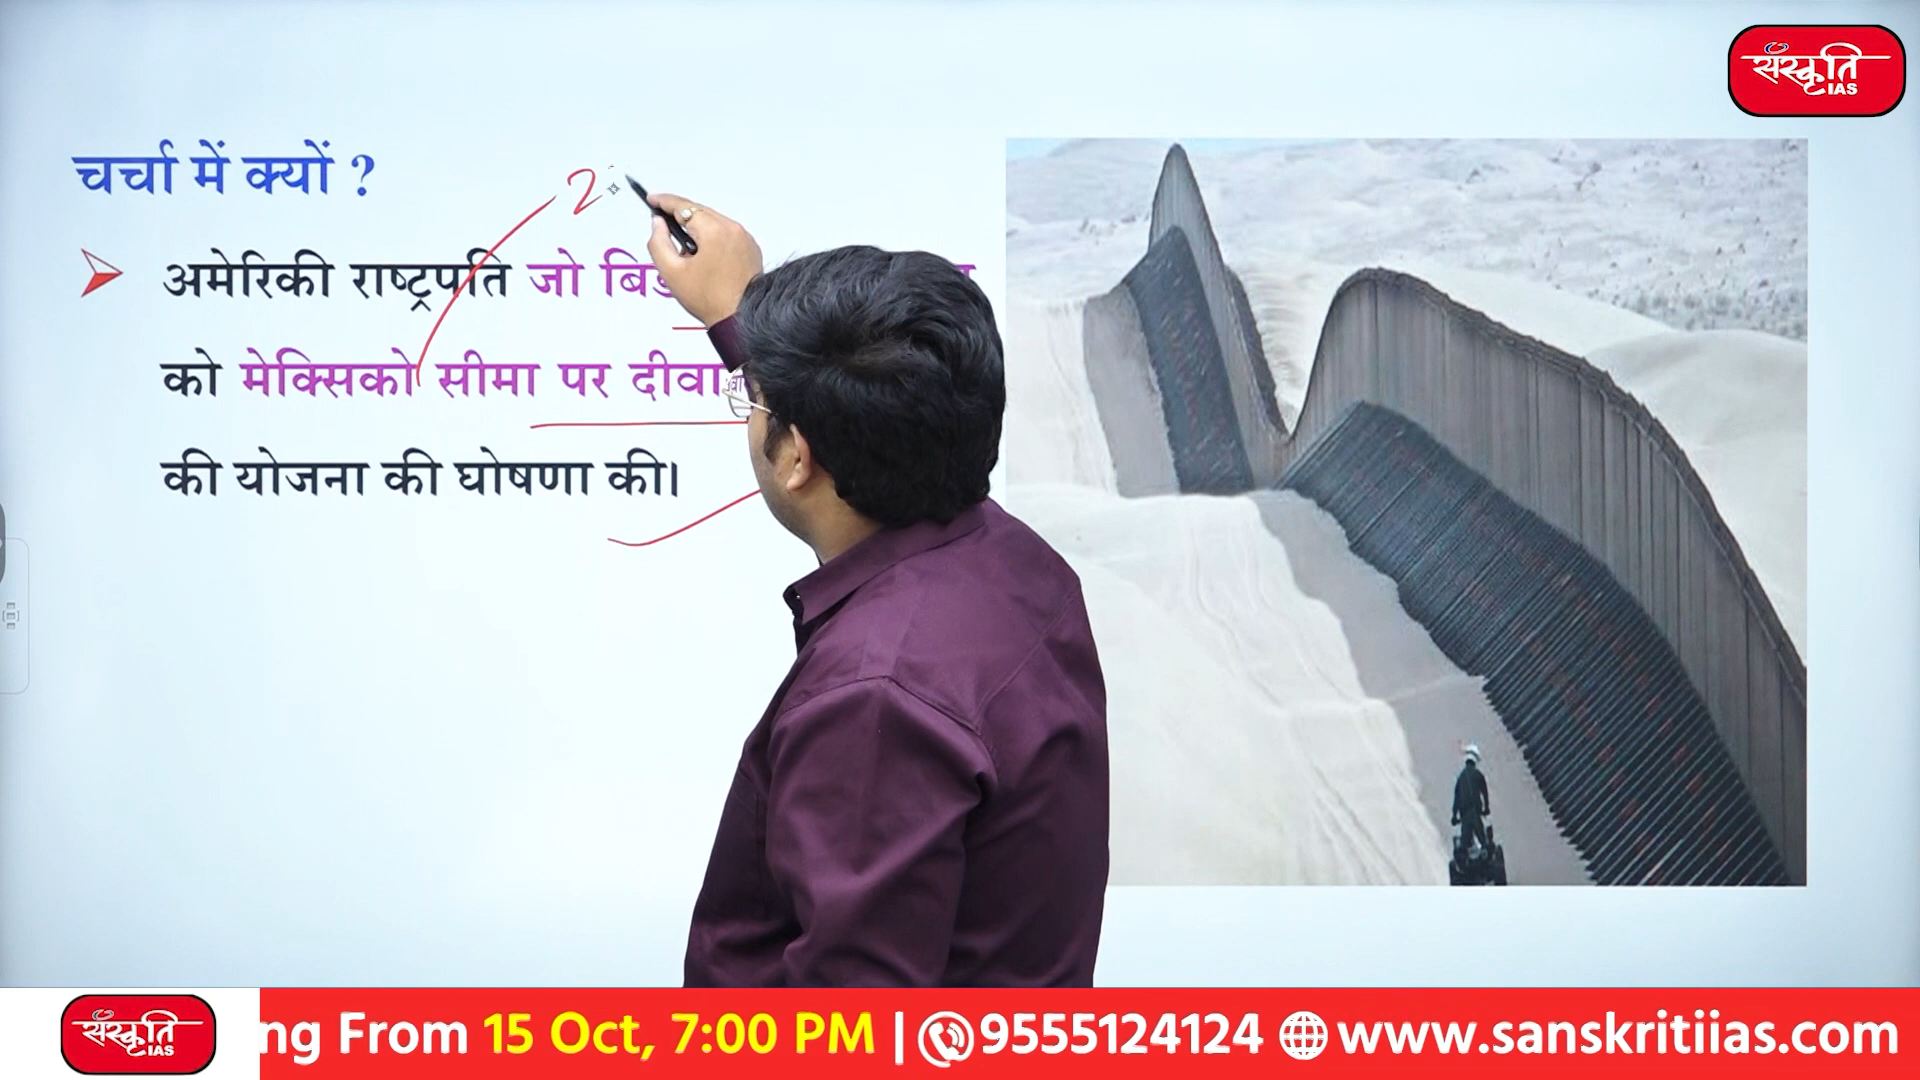 संस्कृति
IAS
चर्चा में क्यों ?
2
अमेरिकी राष्ट्रपति जो
को मेक्सिको सीमा पर
की योजना की घोषणा की।
संस्कृति
IAS
ng From 15 Oct, 7:00 PM | 9555124124 www.sanskritiias.com